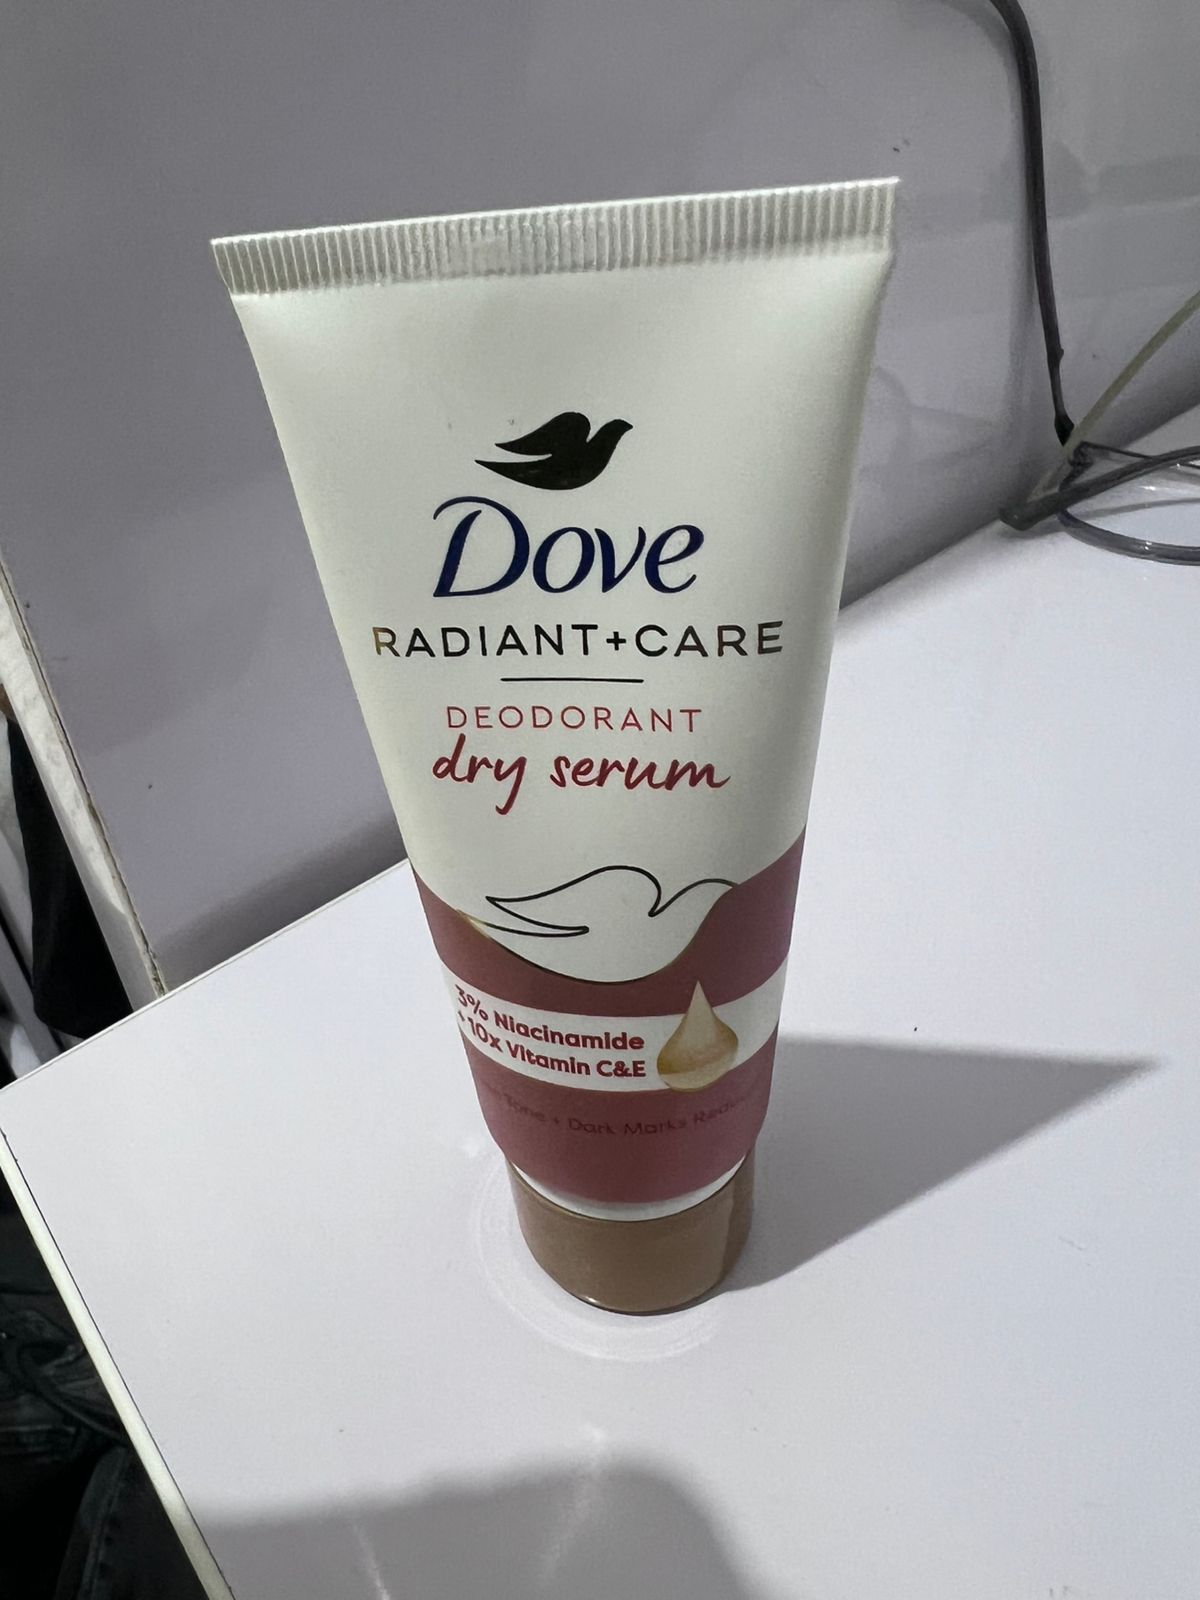 Dove
RADIANT+CARE
DEODORANT
dry serum
3% Niacinamide
+ 10x Vitamin C&E
Tone + Dark Marks